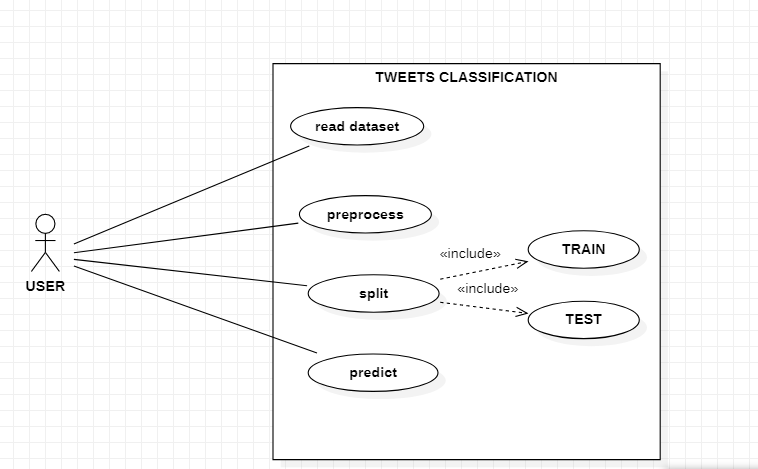 TWEETS CLASSIFICATION
read dataset
preprocess
«include»
TRAIN
USER
split
«include»
TEST
predict